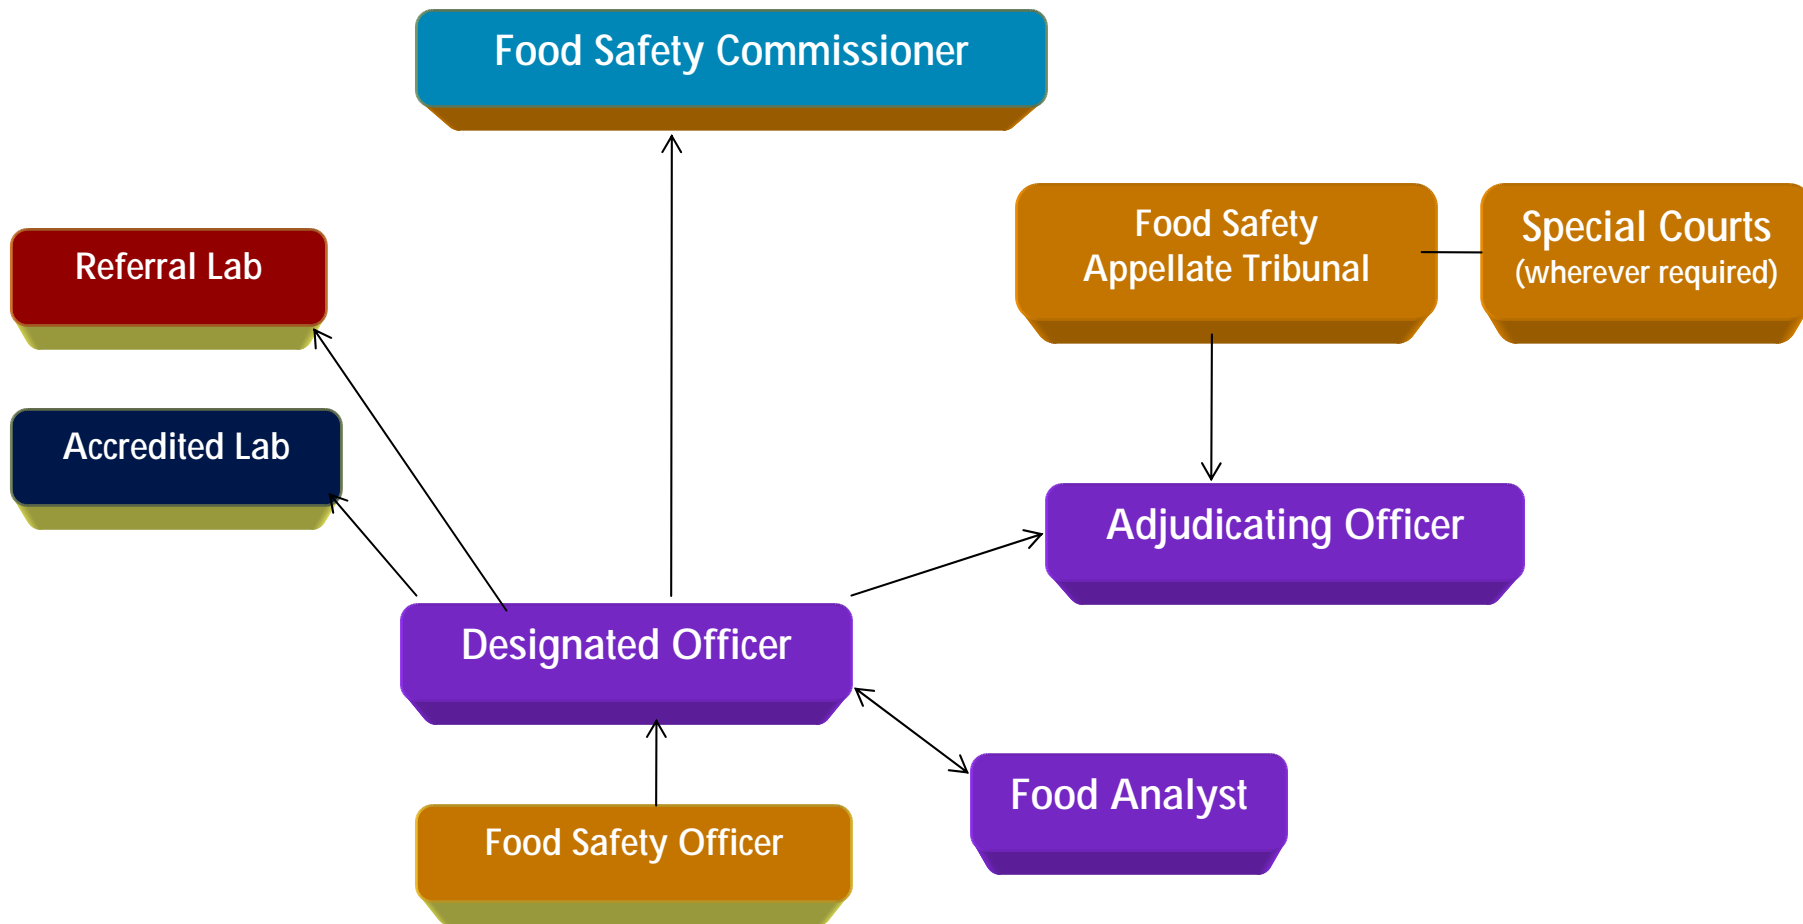 Food Safety Commissioner
Food Safety
Appellate Tribunal
Special Courts
(wherever required)
Referral Lab
Accredited Lab
Adjudicating Officer
Designated Officer
Food Analyst
Food Safety Officer